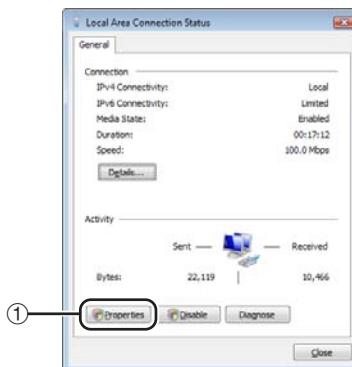 Local Area Connection Status
General
Connection
IPv4 Connectivity: Local
IPv6 Connectivity: Limited
Media State: Enabled
Duration: 00:17:12
Speed: 100.0 Mbps
Details...
Activity
Sent — — Received
Bytes: 22,119 | 10,466
① Properties Disable Diagnose
Close